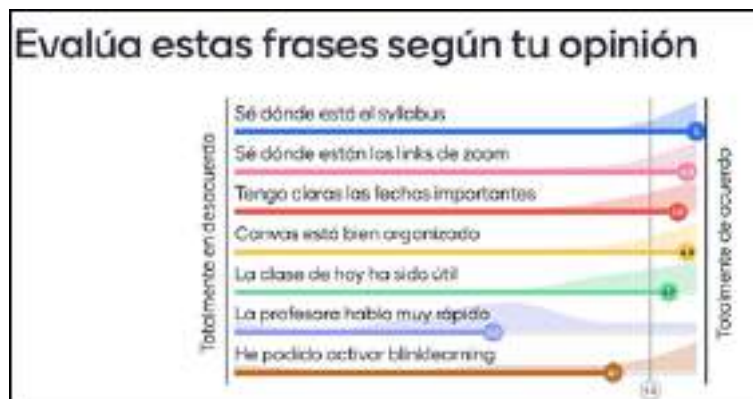 Evalúa estas frases según tu opinión
Totalmente en desacuerdo
Sé dónde está el syllabus
Sé dónde están los links de zoom
Tengo claras las fechas importantes
Canvas está bien organizado
La clase de hoy ha sido útil
La profesora habla muy rápido
He podido activar blinklearning
Totalmente de acuerdo